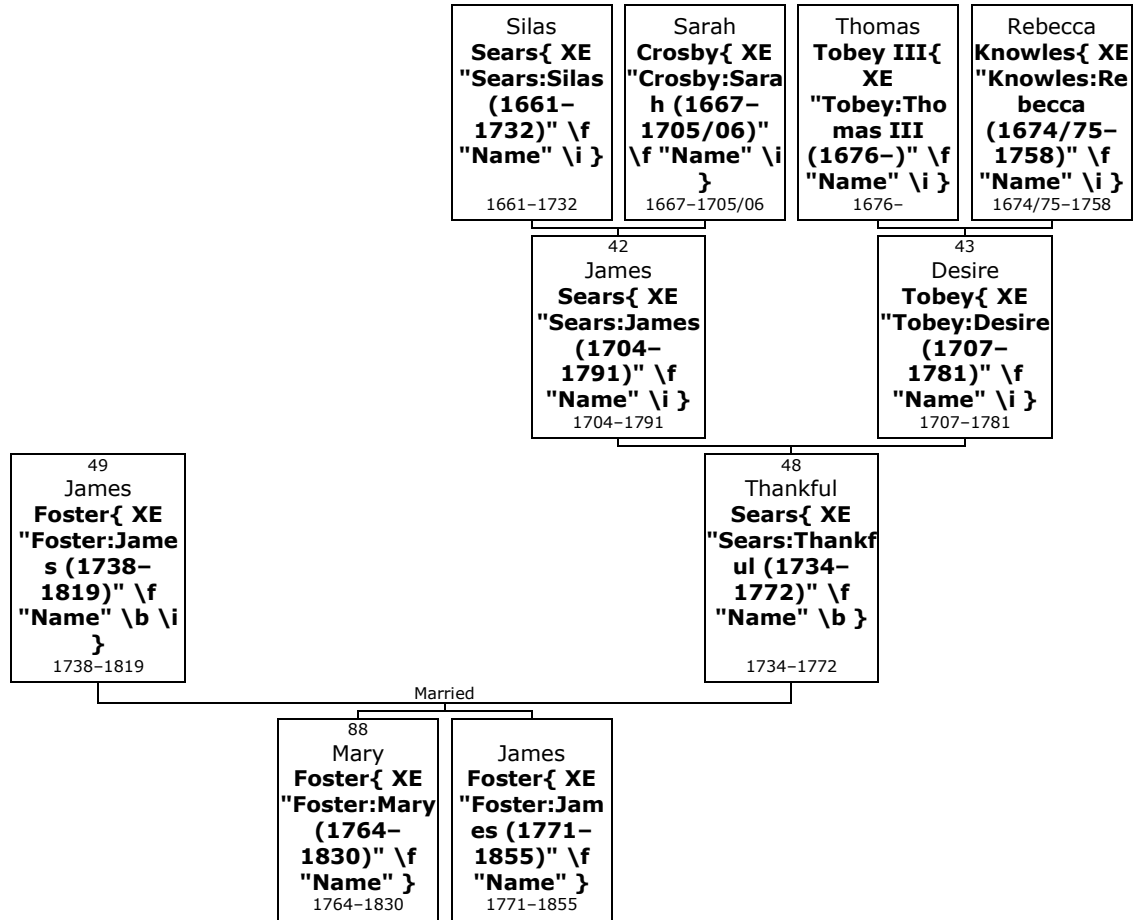 Silas
Sears{ XE
"Sears:Silas
(1661–
1732)" \f
"Name" \i }
1661–1732
Sarah
Crosby{ XE
"Crosby:Sara
h (1667–
1705/06)"
\f "Name" \i
}
1667–1705/06
Thomas
Tobey III{
XE
"Tobey:Tho
mas III
(1676–)" \f
"Name" \i }
1676–
Rebecca
Knowles{ XE
"Knowles:Re
becca
(1674/75–
1758)" \f
"Name" \i }
1674/75–1758
42
James
Sears{ XE
"Sears:James
(1704–
1791)" \f
"Name" \i }
1704–1791
43
Desire
Tobey{ XE
"Tobey:Desire
(1707–
1781)" \f
"Name" \i }
1707–1781
49
James
Foster{ XE
"Foster:Jame
s (1738–
1819)" \f
"Name" \b \i
}
1738–1819
48
Thankful
Sears{ XE
"Sears:Thankf
ul (1734–
1772)" \f
"Name" \b }
1734–1772
Married
88
Mary
Foster{ XE
"Foster:Mary
(1764–
1830)" \f
"Name" }
1764–1830
James
Foster{ XE
"Foster:Jam
es (1771–
1855)" \f
"Name" }
1771–1855